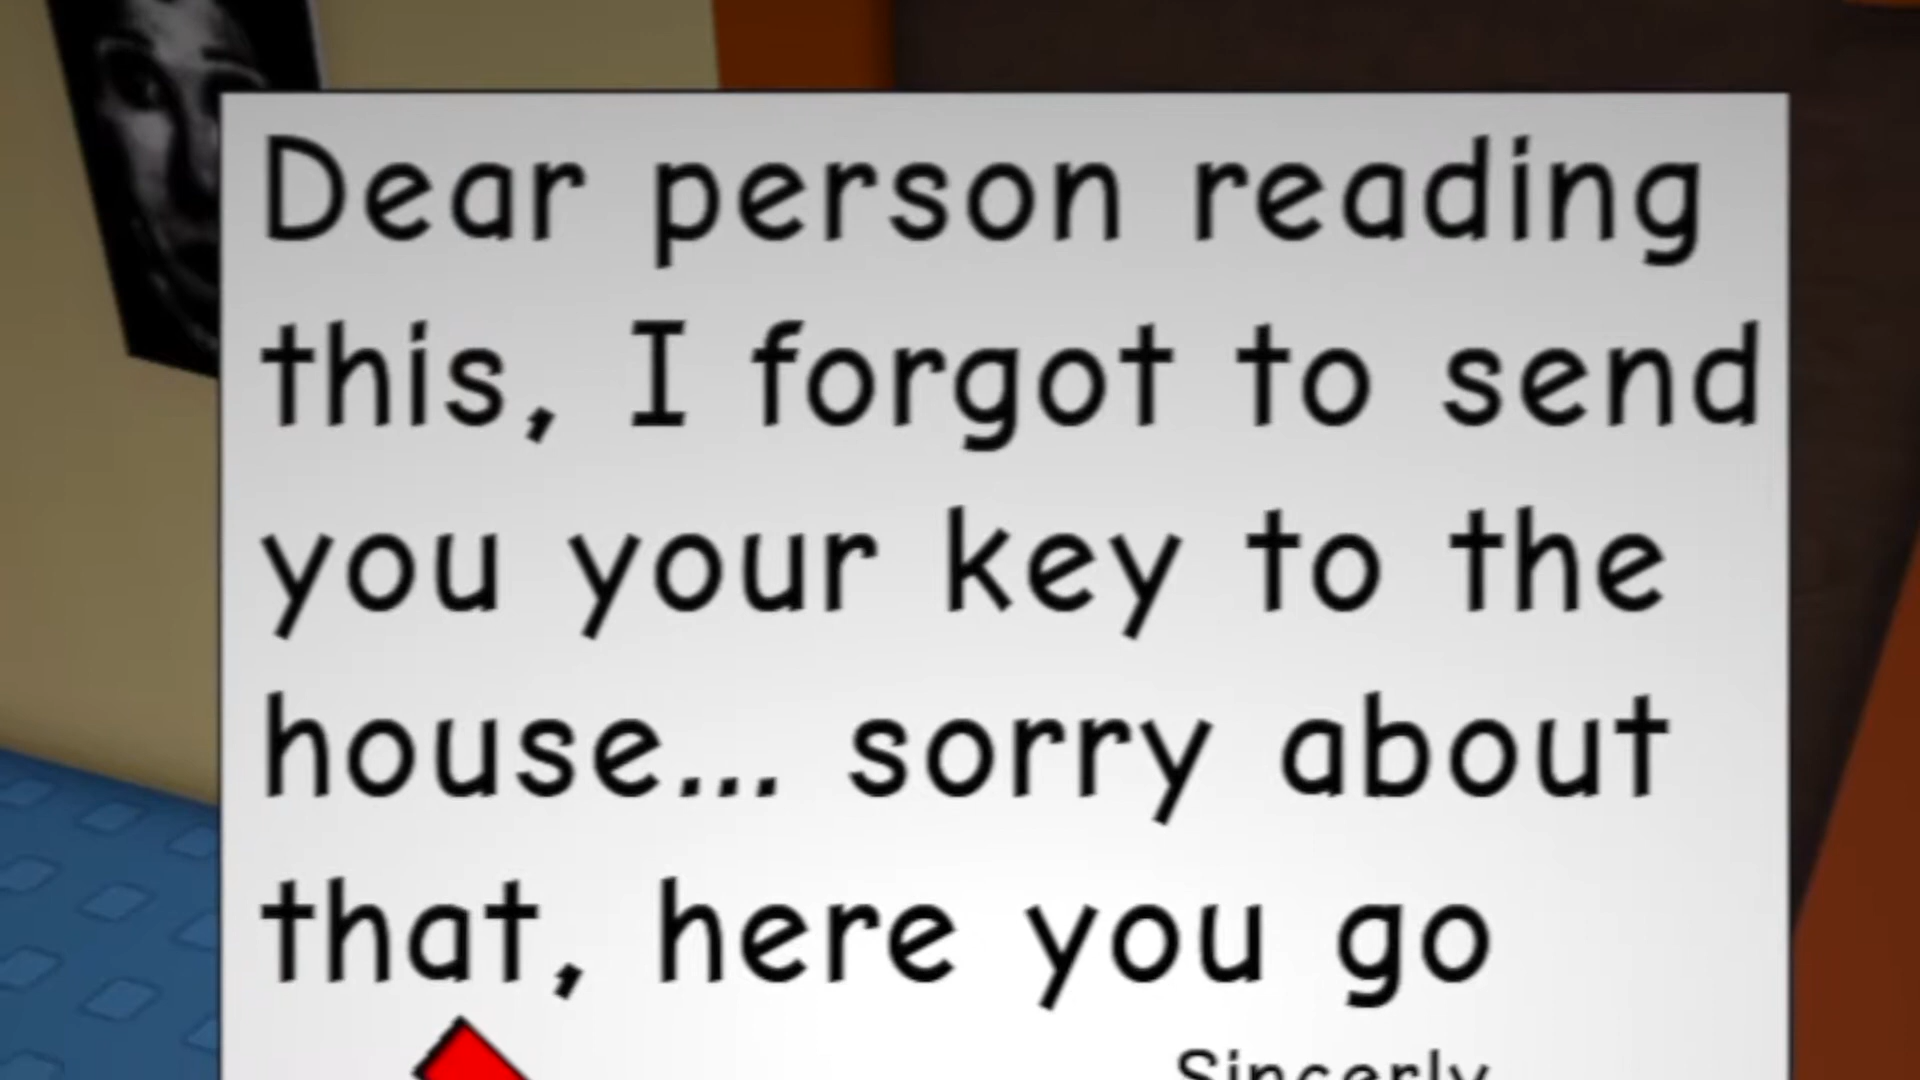 Dear person reading
this, I forgot to send
you your key to the
house... sorry about
that, here you go
Sincerly